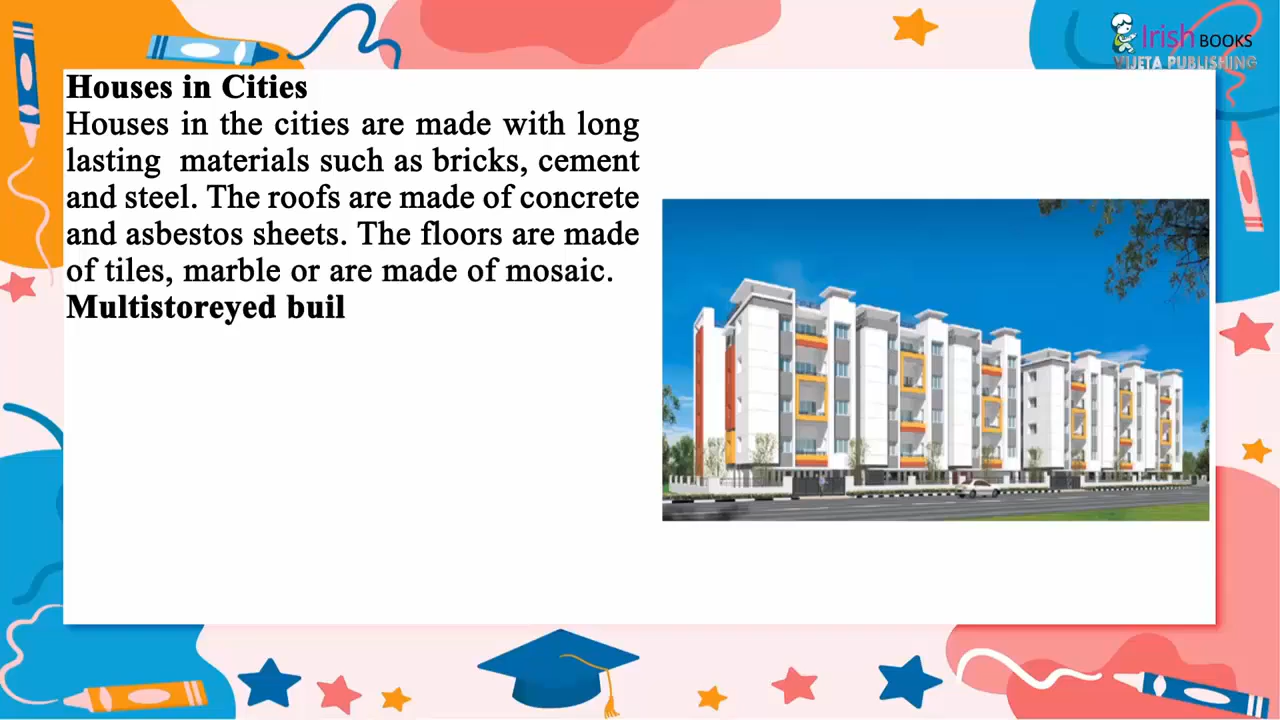 Irish BOOKS
VIJETA PUBLISHING
Houses in Cities
Houses in the cities are made with long
lasting materials such as bricks, cement
and steel. The roofs are made of concrete
and asbestos sheets. The floors are made
of tiles, marble or are made of mosaic.
Multistoreyed buil